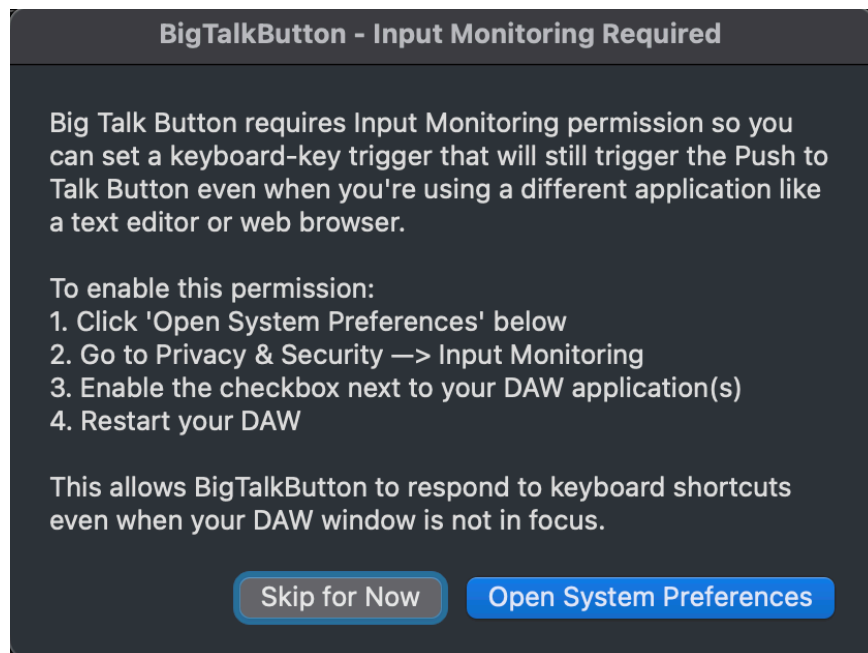 BigTalkButton - Input Monitoring Required
Big Talk Button requires Input Monitoring permission so you
can set a keyboard-key trigger that will still trigger the Push to
Talk Button even when you're using a different application like
a text editor or web browser.
To enable this permission:
1. Click 'Open System Preferences' below
2. Go to Privacy & Security —> Input Monitoring
3. Enable the checkbox next to your DAW application(s)
4. Restart your DAW
This allows BigTalkButton to respond to keyboard shortcuts
even when your DAW window is not in focus.
Skip for Now
Open System Preferences